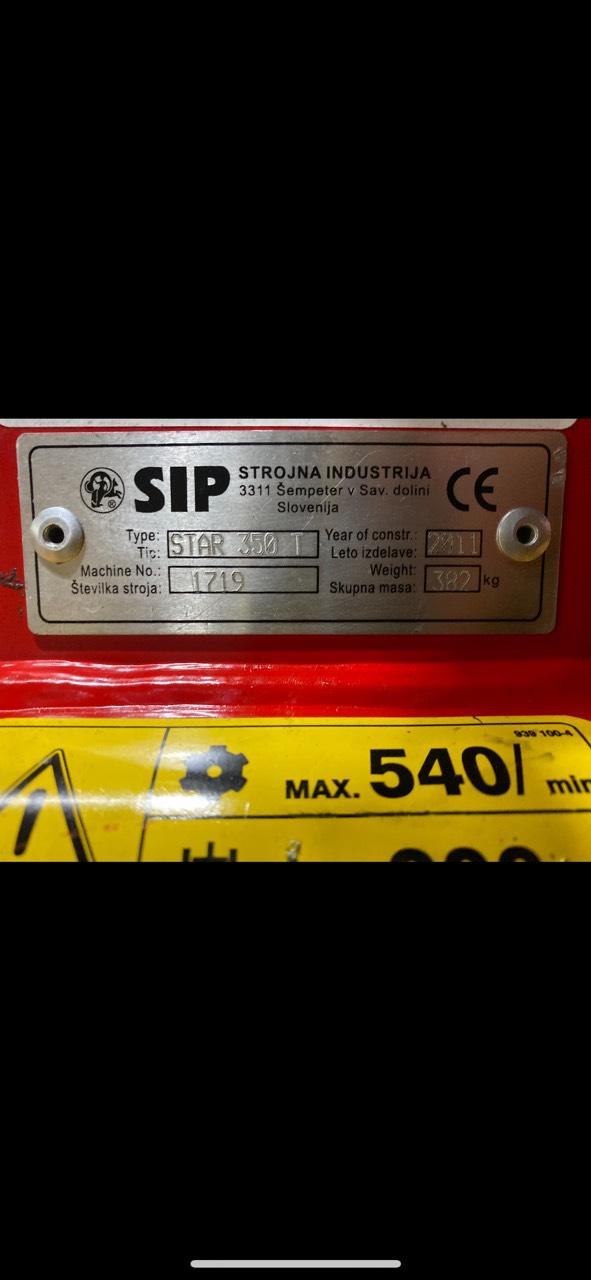 SIP STROJNA INDUSTRIJA
3311 Šempeter v Sav. dolini
Slovenija
CE
Type: STAR 350 T Year of constr.: 2011
Tip: Leto izdelave:
Machine No.: 1719 Weight: 382 kg
Številka stroja: Skupna masa:
939 100-4
MAX. 540/ min